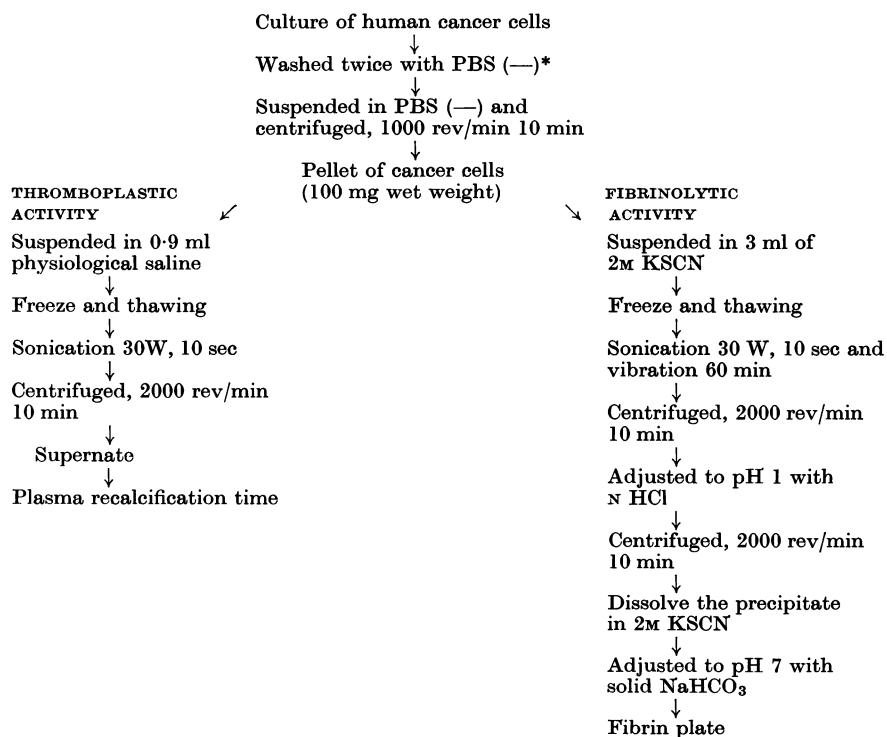 Culture of human cancer cells
↓
Washed twice with PBS (—)*
↓
Suspended in PBS (—) and
centrifuged, 1000 rev/min 10 min
↓
Pellet of cancer cells
(100 mg wet weight)
↙
↘
THROMBOPLASTIC
ACTIVITY
Suspended in 0·9 ml
physiological saline
↓
Freeze and thawing
↓
Sonication 30W, 10 sec
↓
Centrifuged, 2000 rev/min
10 min
↓
Supernate
↓
Plasma recalcification time
FIBRINOLYTIC
ACTIVITY
Suspended in 3 ml of
2M KSCN
↓
Freeze and thawing
↓
Sonication 30 W, 10 sec and
vibration 60 min
↓
Centrifuged, 2000 rev/min
10 min
↓
Adjusted to pH 1 with
N HCl
↓
Centrifuged, 2000 rev/min
10 min
↓
Dissolve the precipitate
in 2M KSCN
↓
Adjusted to pH 7 with
solid NaHCO₃
↓
Fibrin plate